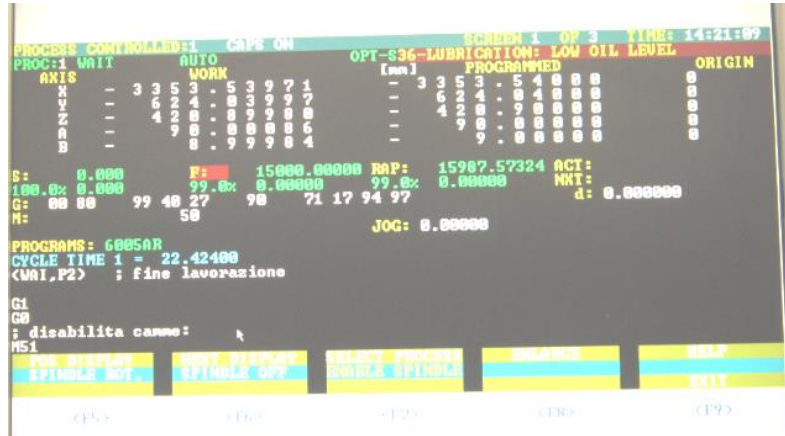 PROCESS CONTROLLED:1 CAPS ON SCREEN 1 OF 3 TIME: 14:21:09
PROC:1 WAIT AUTO OPT-S36-LUBRICATION: LOW OIL LEVEL
AXIS WORK [mm] PROGRAMMED ORIGIN
X - 3353.53971 - 3353.54000 0
Y - 624.03997 - 624.04000 0
Z - 420.89980 - 420.90000 0
A - 90.00086 - 90.00000 0
B - 8.99984 - 9.00000 0
S: 0.000 F: 15000.00000 RAP: 15987.57324 ACT:
100.0% 0.000 99.0% 0.00000 99.0% 0.00000 NXT:
G: 00 80 99 40 27 90 71 17 94 97 d: 0.000000
M: 50
JOG: 0.00000
PROGRAMS: 6005AR
CYCLE TIME 1 = 22.42400
(WAI,P2) ; fine lavorazione
G1
G0
; disabilita camme:
M51
POS DISPLAY NEXT DISPLAY SELECT PROCESS ENLARGE HELP
SPINDLE ROT. SPINDLE OFF ENABLE SPINDLE
EXIT
<F5> <F6> <F7> <F8> <F9>